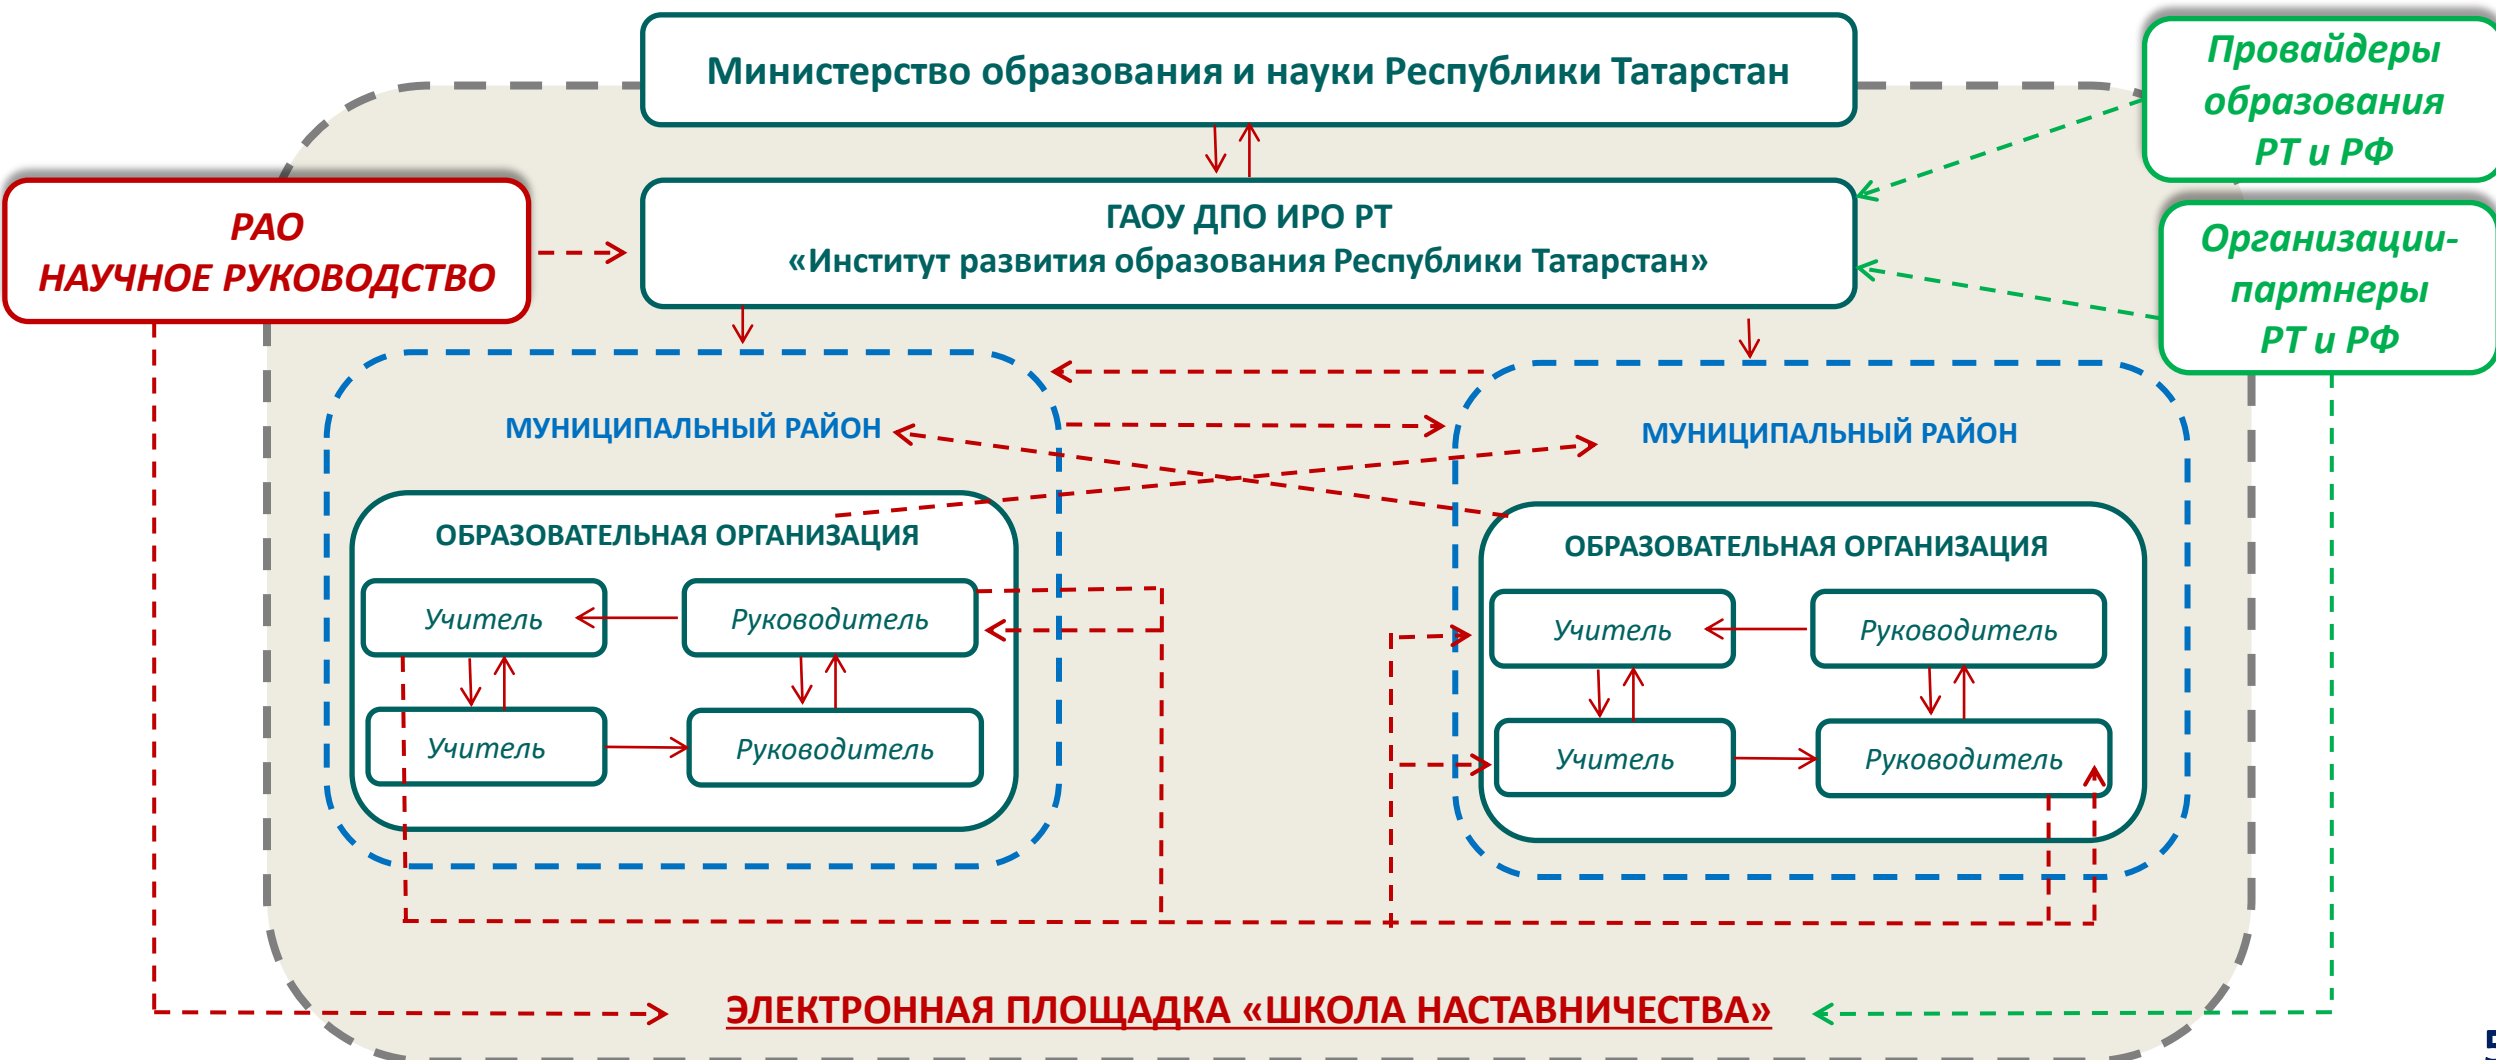 Министерство образования и науки Республики Татарстан
Провайдеры
образования
РТ и РФ
РАО
НАУЧНОЕ РУКОВОДСТВО
ГАОУ ДПО ИРО РТ
«Институт развития образования Республики Татарстан»
Организации-
партнеры
РТ и РФ
МУНИЦИПАЛЬНЫЙ РАЙОН
МУНИЦИПАЛЬНЫЙ РАЙОН
ОБРАЗОВАТЕЛЬНАЯ ОРГАНИЗАЦИЯ
Учитель
Руководитель
Учитель
Руководитель
ОБРАЗОВАТЕЛЬНАЯ ОРГАНИЗАЦИЯ
Учитель
Руководитель
Учитель
Руководитель
ЭЛЕКТРОННАЯ ПЛОЩАДКА «ШКОЛА НАСТАВНИЧЕСТВА»